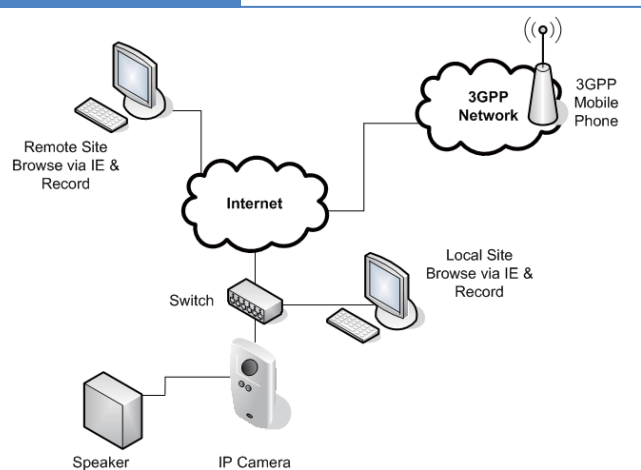 3GPP
Network
3GPP
Mobile
Phone
Remote Site
Browse via IE &
Record
Internet
Local Site
Browse via IE &
Record
Switch
Speaker
IP Camera